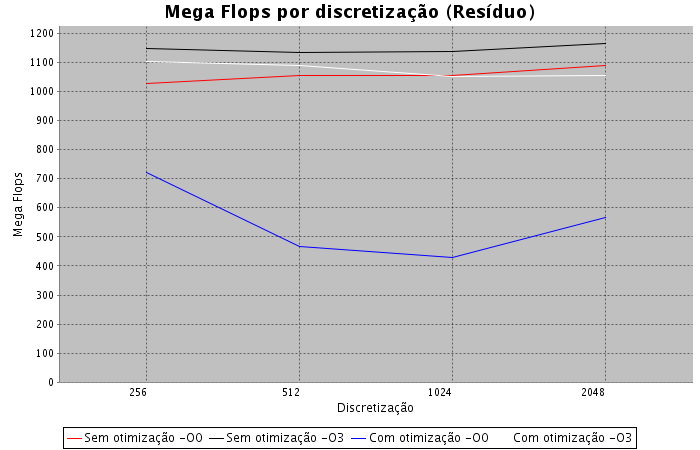 Mega Flops por discretização (Resíduo)
1200
1100
1000
900
800
700
600
500
400
300
200
100
0
Mega Flops
256 512 1024 2048
Discretização
Sem otimização -O0 Sem otimização -O3 Com otimização -O0 Com otimização -O3